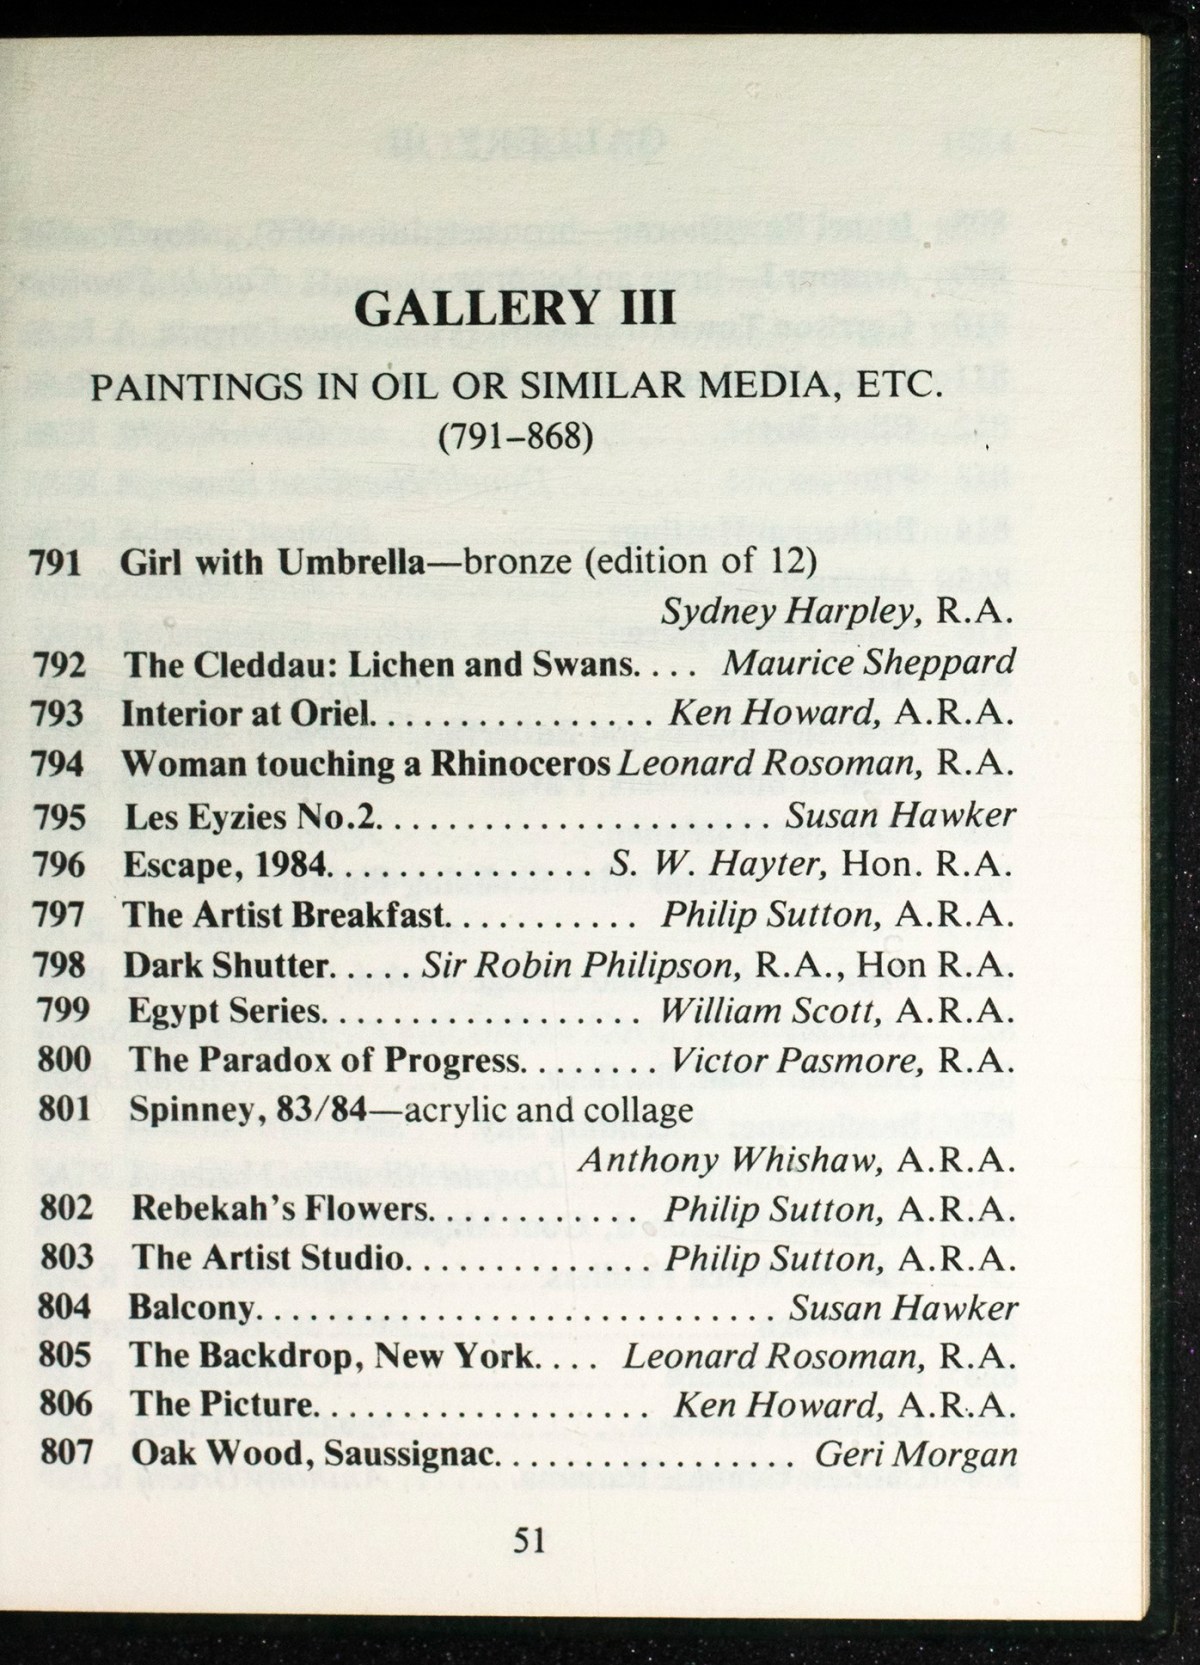 GALLERY III
PAINTINGS IN OIL OR SIMILAR MEDIA, ETC.
(791–868)
791 Girl with Umbrella—bronze (edition of 12)
Sydney Harpley, R.A.
792 The Cleddau: Lichen and Swans.... Maurice Sheppard
793 Interior at Oriel................ Ken Howard, A.R.A.
794 Woman touching a Rhinoceros Leonard Rosoman, R.A.
795 Les Eyzies No.2....................... Susan Hawker
796 Escape, 1984............... S. W. Hayter, Hon. R.A.
797 The Artist Breakfast........... Philip Sutton, A.R.A.
798 Dark Shutter..... Sir Robin Philipson, R.A., Hon R.A.
799 Egypt Series.................. William Scott, A.R.A.
800 The Paradox of Progress........ Victor Pasmore, R.A.
801 Spinney, 83/84—acrylic and collage
Anthony Whishaw, A.R.A.
802 Rebekah's Flowers............ Philip Sutton, A.R.A.
803 The Artist Studio.............. Philip Sutton, A.R.A.
804 Balcony.............................. Susan Hawker
805 The Backdrop, New York.... Leonard Rosoman, R.A.
806 The Picture................... Ken Howard, A.R.A.
807 Oak Wood, Saussignac................. Geri Morgan
51